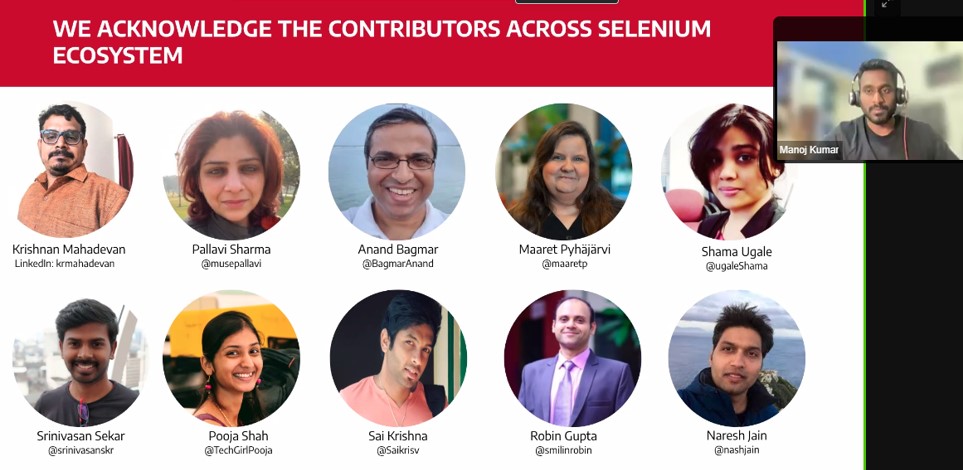 WE ACKNOWLEDGE THE CONTRIBUTORS ACROSS SELENIUM
ECOSYSTEM
Manoj Kumar
Krishnan Mahadevan
LinkedIn: krmahadevan
Pallavi Sharma
@musepallavi
Anand Bagmar
@BagmarAnand
Maaret Pyhäjärvi
@maaretp
Shama Ugale
@ugaleShama
Srinivasan Sekar
@srinivasanskr
Pooja Shah
@TechGirlPooja
Sai Krishna
@Saikrisv
Robin Gupta
@smilinrobin
Naresh Jain
@nashjain